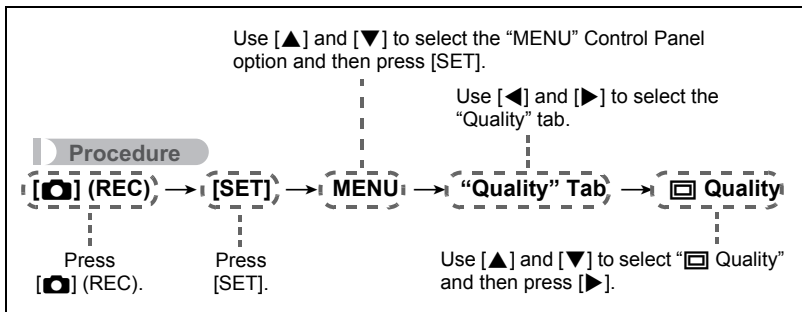 Use [▲] and [▼] to select the “MENU” Control Panel
option and then press [SET].
Use [◀] and [▶] to select the
“Quality” tab.
Procedure
[📷] (REC) → [SET] → MENU → “Quality” Tab → 🞑 Quality
Press
[📷] (REC).
Press
[SET].
Use [▲] and [▼] to select “🞑 Quality”
and then press [▶].